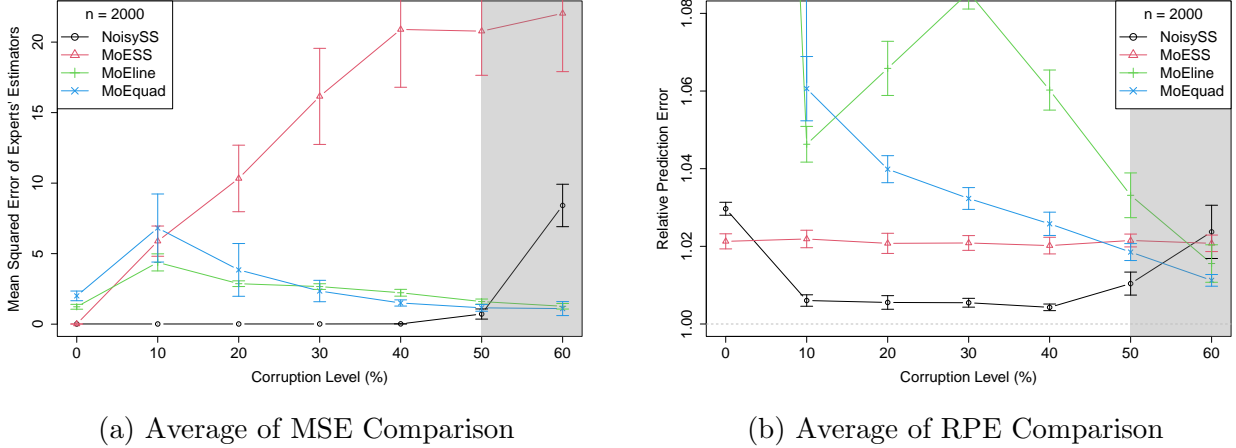 n = 2000
NoisySS
MoESS
MoEline
MoEquad
Mean Squared Error of Experts' Estimators
20
15
10
5
0
0 10 20 30 40 50 60
Corruption Level (%)
(a) Average of MSE Comparison
n = 2000
NoisySS
MoESS
MoEline
MoEquad
Relative Prediction Error
1.08
1.06
1.04
1.02
1.00
0 10 20 30 40 50 60
Corruption Level (%)
(b) Average of RPE Comparison